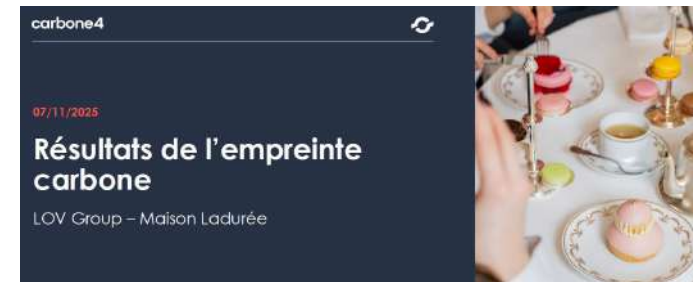 carbone4
07/11/2025
Résultats de l'empreinte
carbone
LOV Group – Maison Ladurée